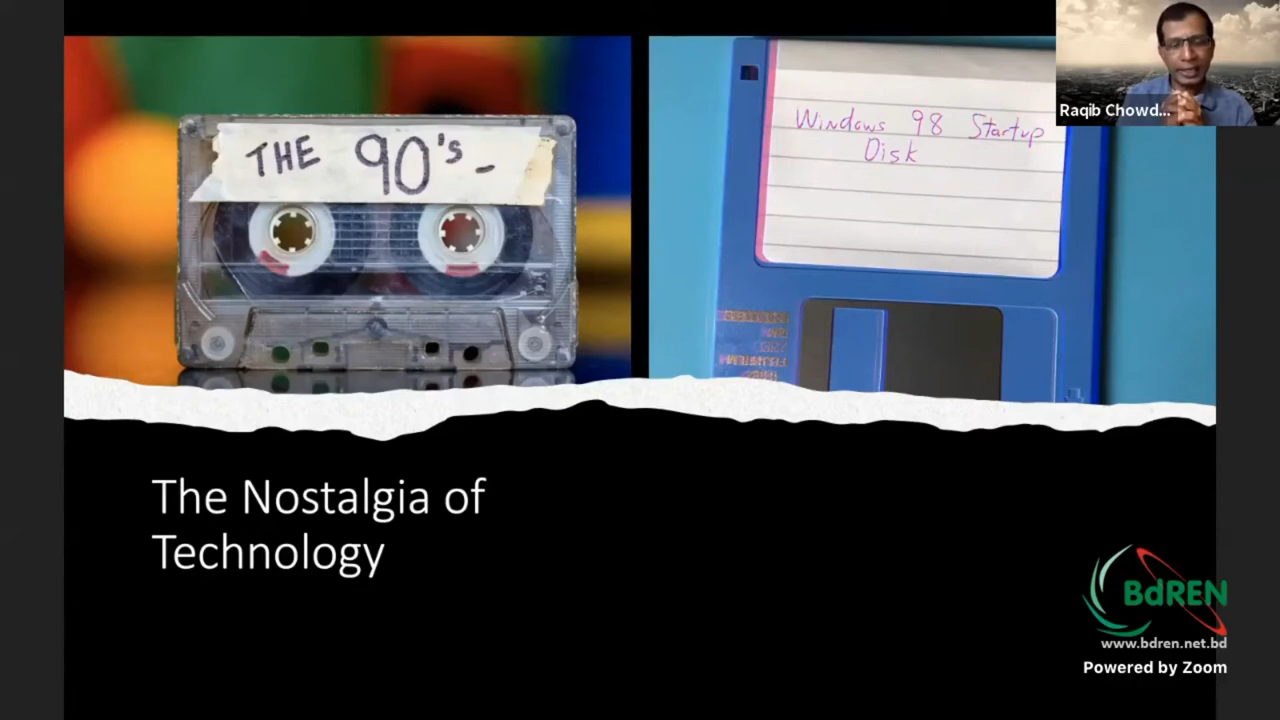 THE 90's -
Windows 98 Startup
Disk
Raqib Chowd...
The Nostalgia of
Technology
BdREN
www.bdren.net.bd
Powered by Zoom